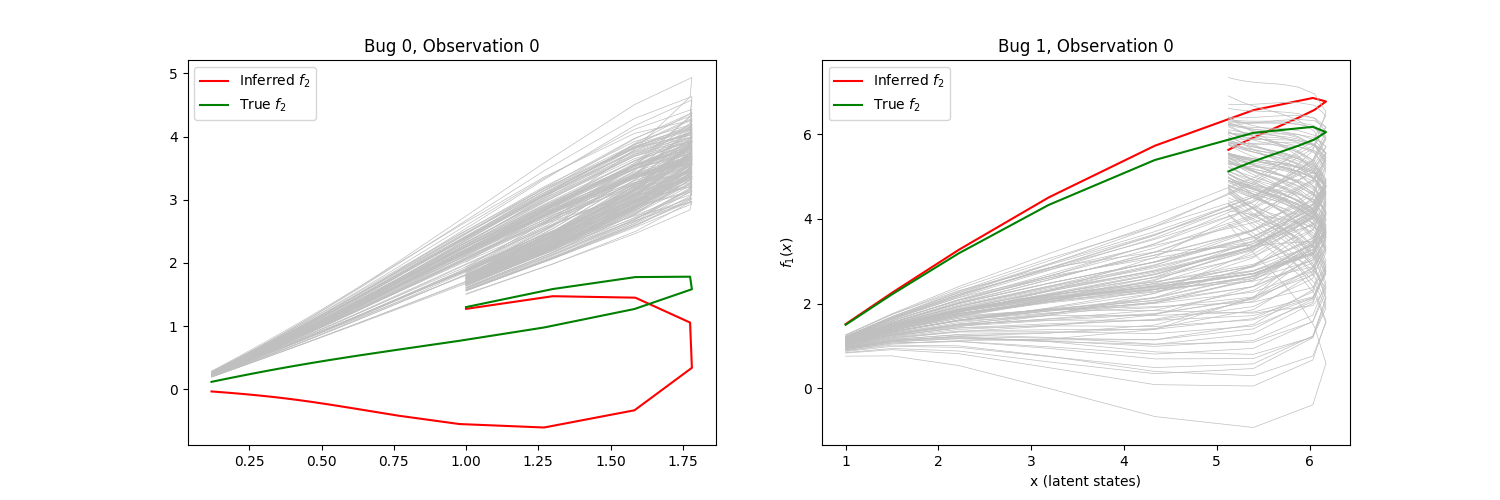 Bug 0, Observation 0
Inferred f₂
True f₂
5
4
3
2
1
0
0.25 0.50 0.75 1.00 1.25 1.50 1.75
Bug 1, Observation 0
Inferred f₂
True f₂
6
4
2
0
f₁(x)
1 2 3 4 5 6
x (latent states)